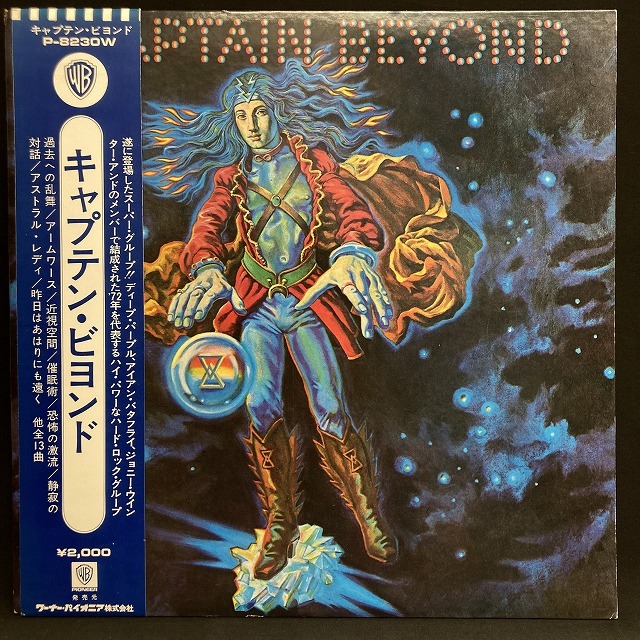 キャプテン・ビヨンド
P-8230W
WB
キャプテン・ビヨンド
遂に登場したスーパー・グループ!! ディープ・パープル、アイアン・バタフライ、ジョニー・ウイン
ター・アンドのメンバーで結成された'72年を代表するハイ・パワーなハード・ロック・グループ
過去への乱舞/アームワース/近視空間/催眠術/恐怖の激流/静寂の
対話/アストラル・レディ/昨日はあはりにも遠く 他全13曲
¥2,000
WB
PIONEER
発売元
ワーナー・パイオニア株式会社
APTAIN BEYOND